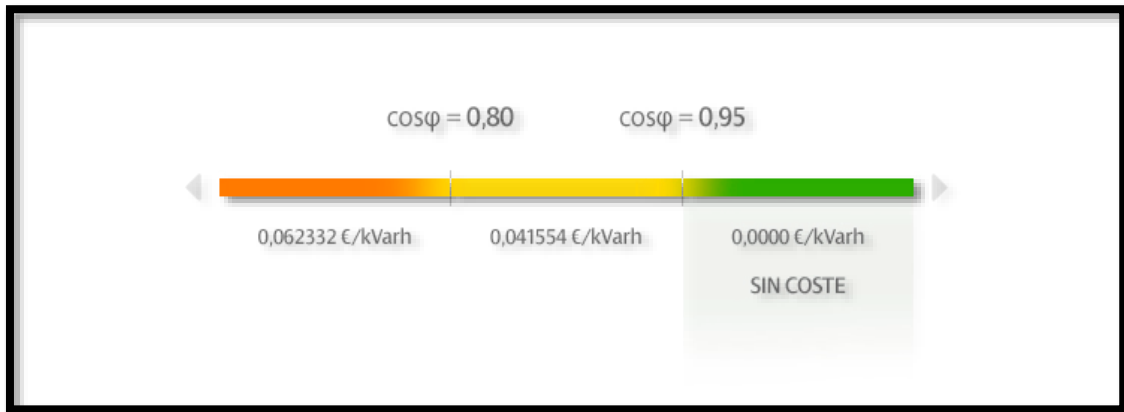 cosφ = 0,80 cosφ = 0,95
0,062332 €/kVarh 0,041554 €/kVarh 0,0000 €/kVarh
SIN COSTE